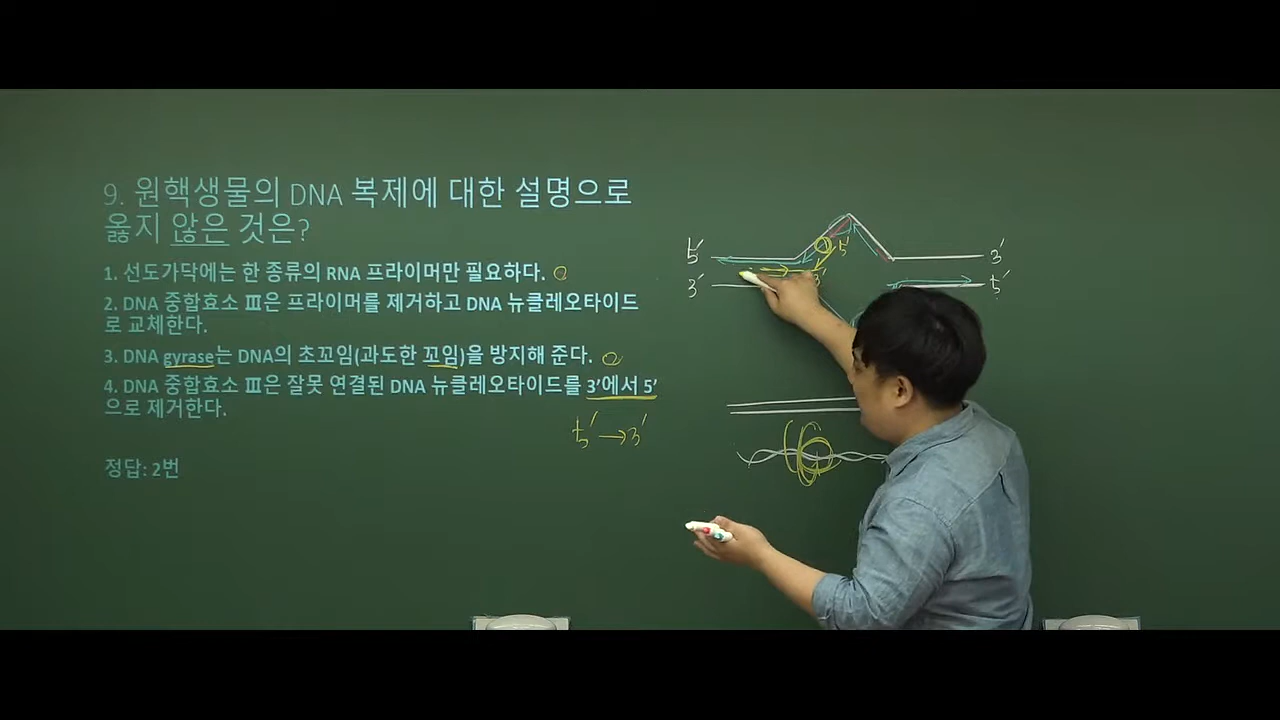 9. 원핵생물의 DNA 복제에 대한 설명으로
옳지 않은 것은?
1. 선도가닥에는 한 종류의 RNA 프라이머만 필요하다.
2. DNA 중합효소 Ⅲ은 프라이머를 제거하고 DNA 뉴클레오타이드
로 교체한다.
3. DNA gyrase는 DNA의 초꼬임(과도한 꼬임)을 방지해 준다.
4. DNA 중합효소 Ⅲ은 잘못 연결된 DNA 뉴클레오타이드를 3′에서 5′
으로 제거한다.
5′ → 3′
정답: 2번
5′ 3′
3′ 5′
5′
3′